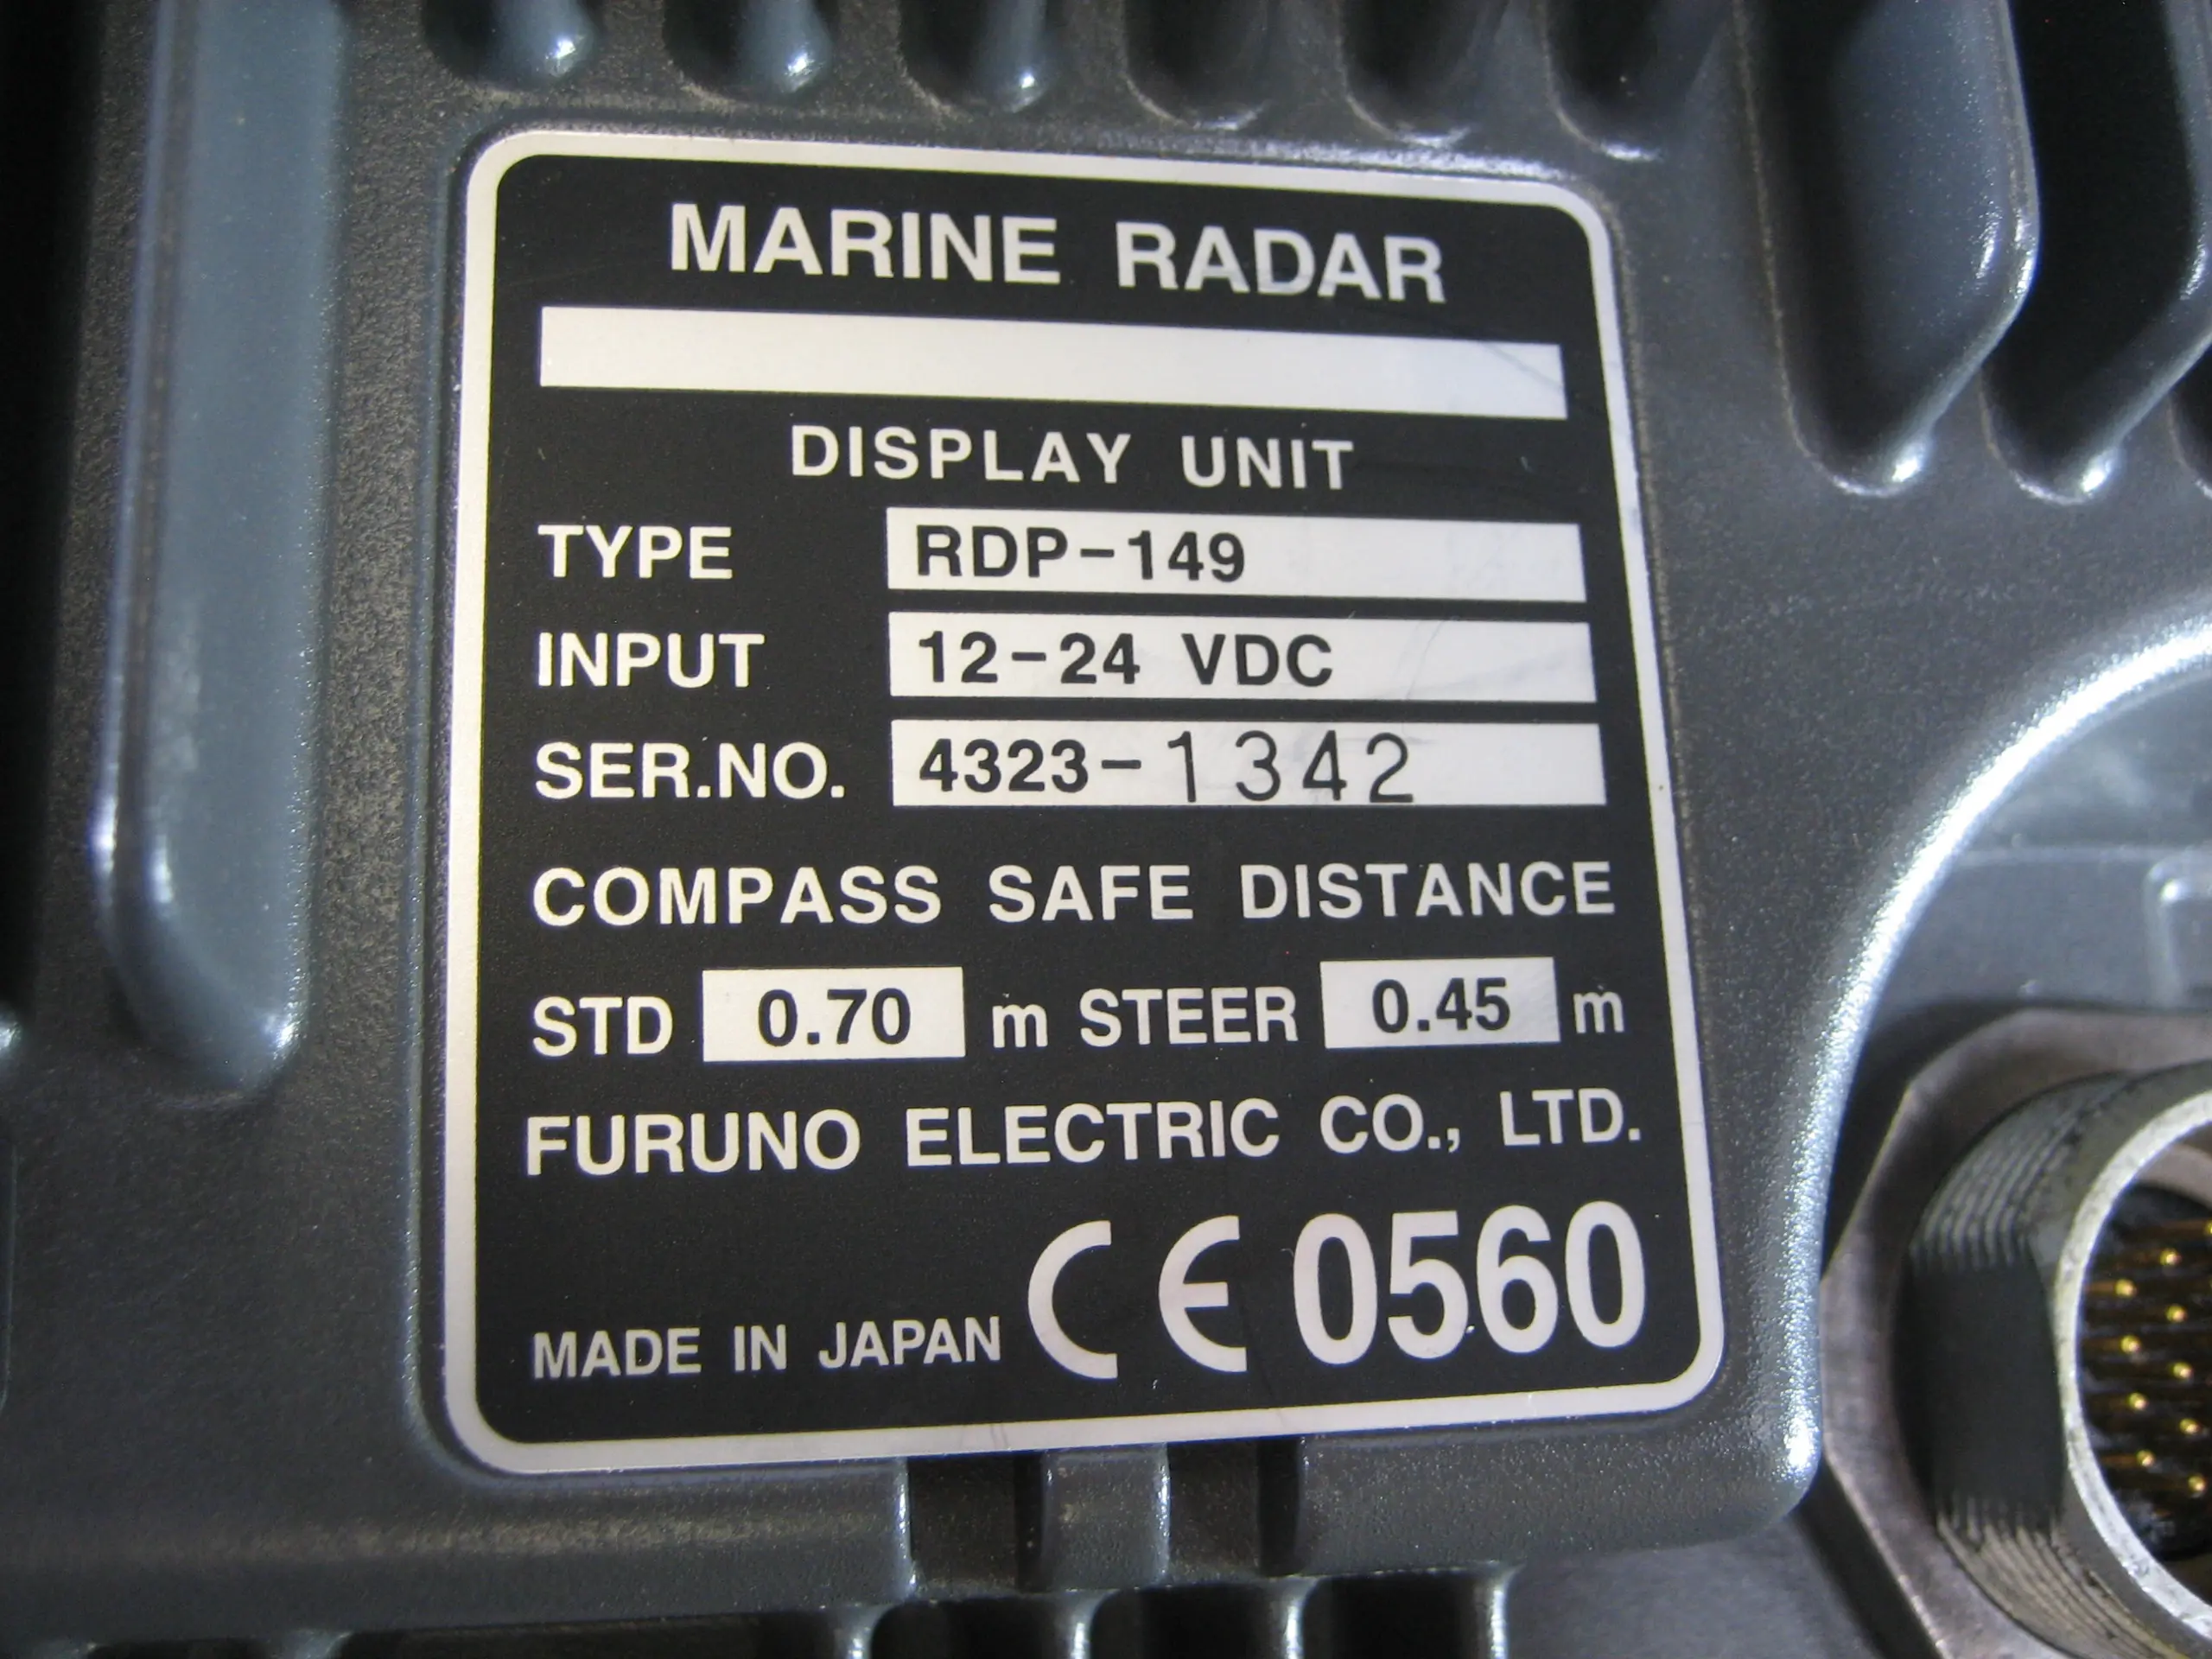 MARINE RADAR
DISPLAY UNIT
TYPE RDP-149
INPUT 12-24 VDC
SER.NO. 4323-1342
COMPASS SAFE DISTANCE
STD 0.70 m STEER 0.45 m
FURUNO ELECTRIC CO., LTD.
MADE IN JAPAN CE 0560